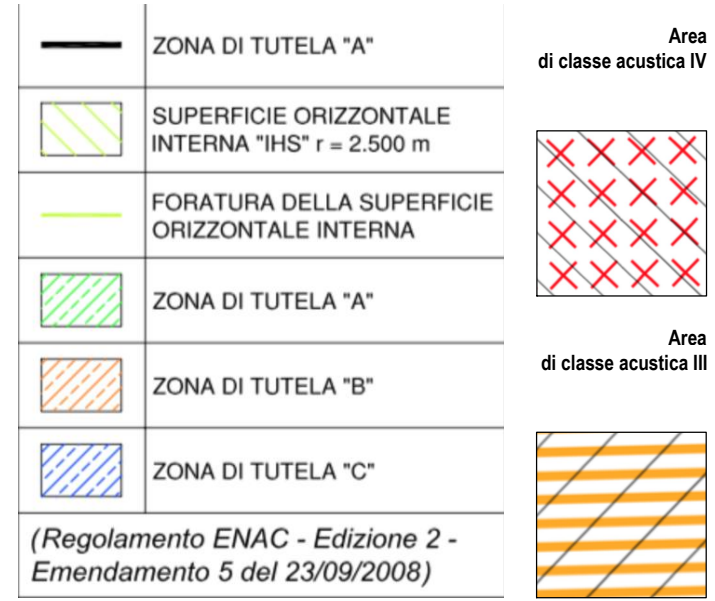 ZONA DI TUTELA "A"
SUPERFICIE ORIZZONTALE
INTERNA "IHS" r = 2.500 m
FORATURA DELLA SUPERFICIE
ORIZZONTALE INTERNA
ZONA DI TUTELA "A"
ZONA DI TUTELA "B"
ZONA DI TUTELA "C"
(Regolamento ENAC - Edizione 2 -
Emendamento 5 del 23/09/2008)
Area
di classe acustica IV
Area
di classe acustica III